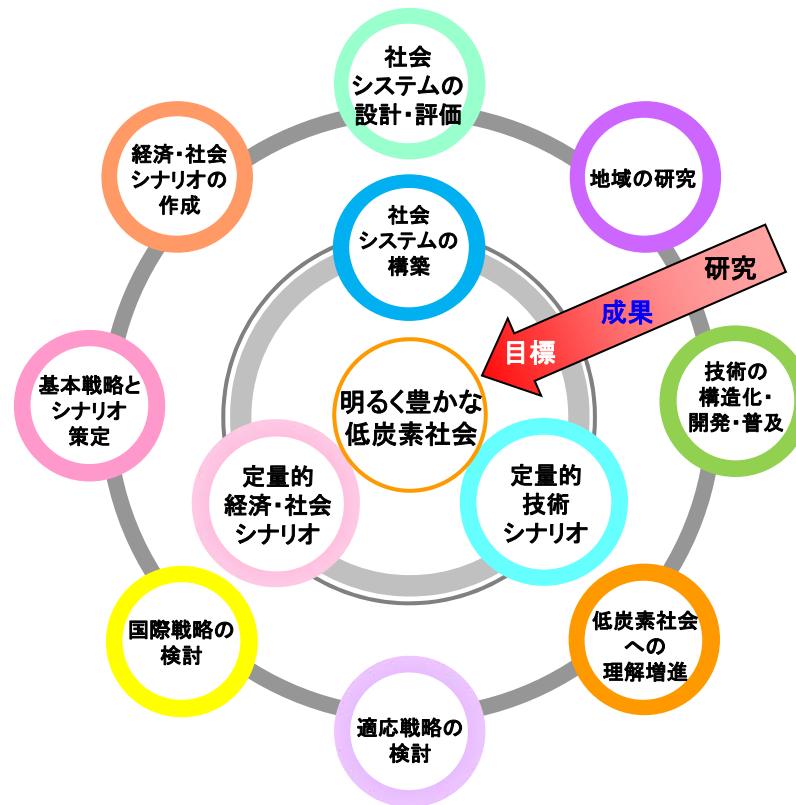 社会
システムの
設計・評価
経済・社会
シナリオの
作成
地域の研究
社会
システムの
構築
研究
成果
目標
基本戦略と
シナリオ
策定
明るく豊かな
低炭素社会
技術の
構造化・
開発・普及
定量的
経済・社会
シナリオ
定量的
技術
シナリオ
国際戦略の
検討
低炭素社会
への
理解増進
適応戦略の
検討